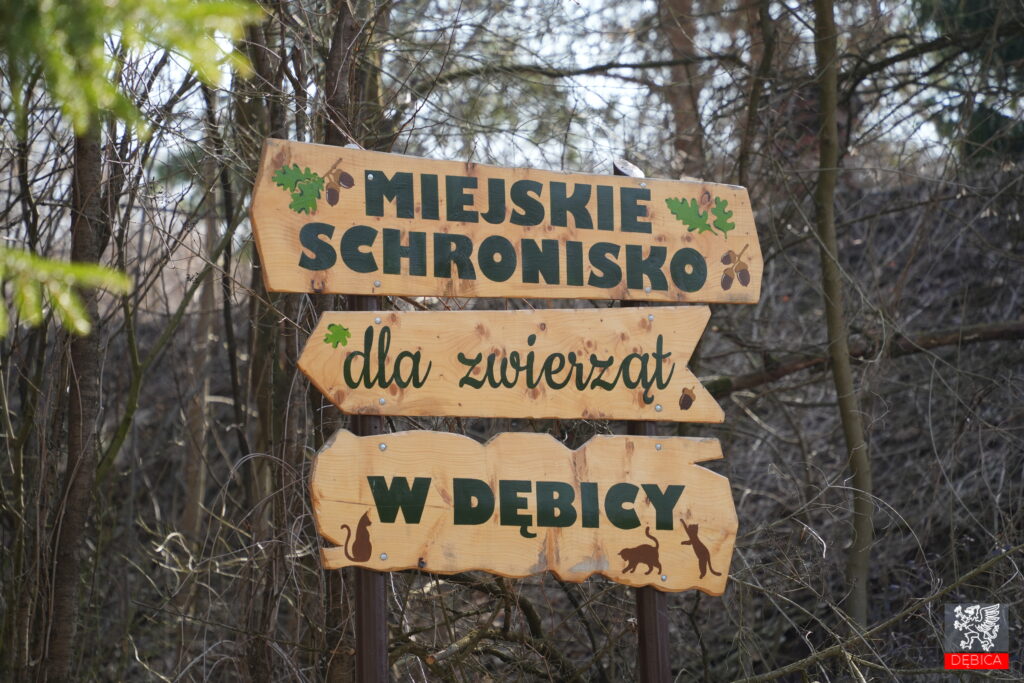 MIEJSKIE
SCHRONISKO
dla zwierząt
W DĘBICY
DĘBICA